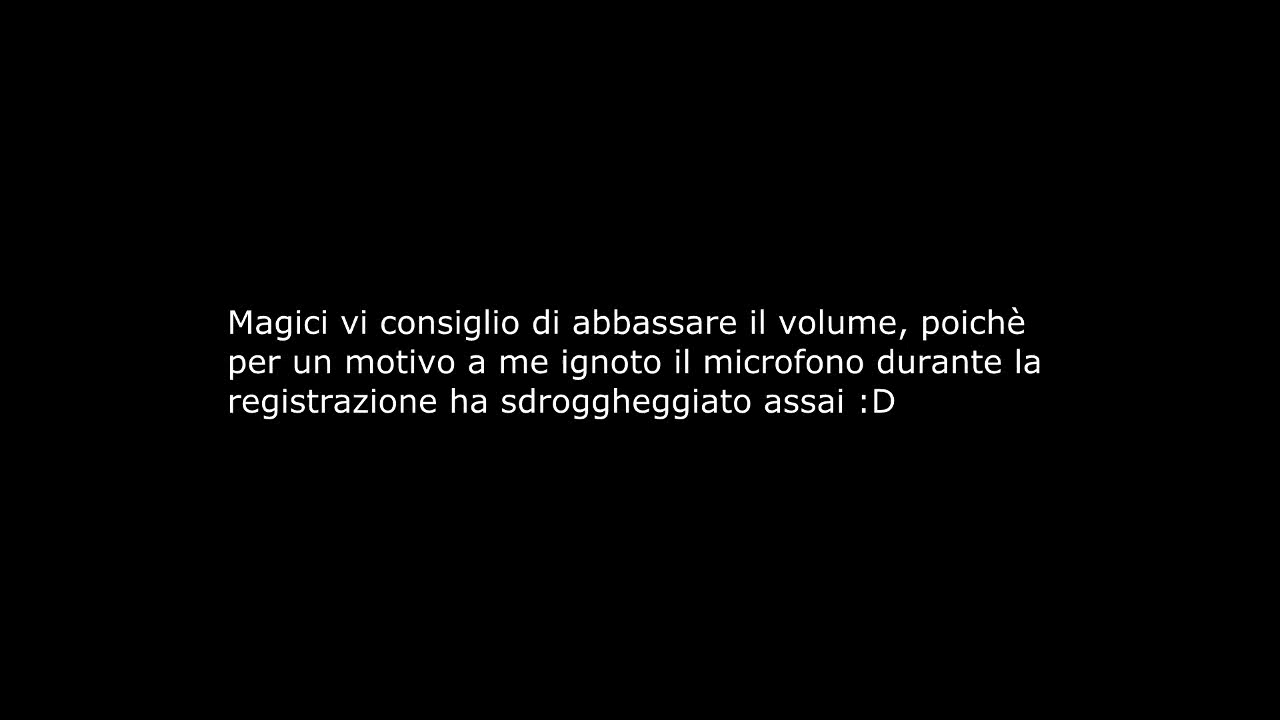 Magici vi consiglio di abbassare il volume, poichè
per un motivo a me ignoto il microfono durante la
registrazione ha sdroggheggiato assai :D